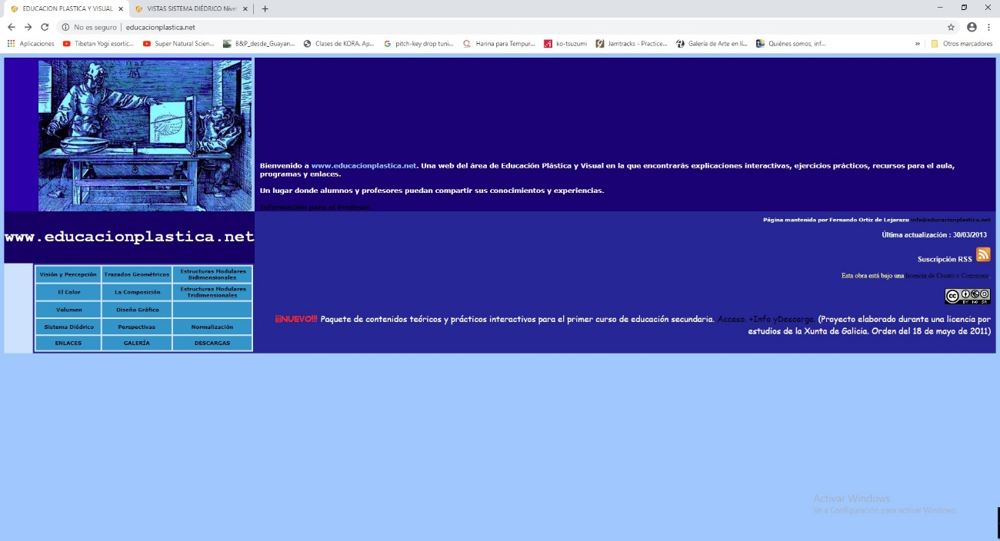 EDUCACION PLASTICA Y VISUAL
VISTAS SISTEMA DIÉDRICO Nivel
No es seguro
educacionplastica.net
Aplicaciones
Tibetan Yogi esortic...
Super Natural Scien...
B&P_desde_Guayan...
Clases de KORA. Ap...
pitch-key drop tuni...
Harina para Tempur...
ko-tsuzumi
Jamtracks - Practice...
Galería de Arte en lí...
Quiénes somos, inf...
»
Otros marcadores
Bienvenido a www.educacionplastica.net. Una web del área de Educación Plástica y Visual en la que encontrarás explicaciones interactivas, ejercicios prácticos, recursos para el aula,
programas y enlaces.
Un lugar donde alumnos y profesores puedan compartir sus conocimientos y experiencias.
Información para el Profesor.
www.educacionplastica.net
Página mantenida por Fernando Ortiz de Lejarazu info@educacionplastica.net
Última actualización : 30/03/2013
Suscripción RSS
Esta obra está bajo una licencia de Creative Commons.
cc
BY NC SA
¡¡¡NUEVO!!! Paquete de contenidos teóricos y prácticos interactivos para el primer curso de educación secundaria. Acceso. +Info yDescarga. (Proyecto elaborado durante una licencia por
estudios de la Xunta de Galicia. Orden del 18 de mayo de 2011)
Visión y Percepción
Trazados Geométricos
Estructuras Modulares
Bidimensionales
El Color
La Composición
Estructuras Modulares
Tridimensionales
Volumen
Diseño Gráfico
Sistema Diédrico
Perspectivas
Normalización
ENLACES
GALERÍA
DESCARGAS
Activar Windows
Ve a Configuración para activar Windows.